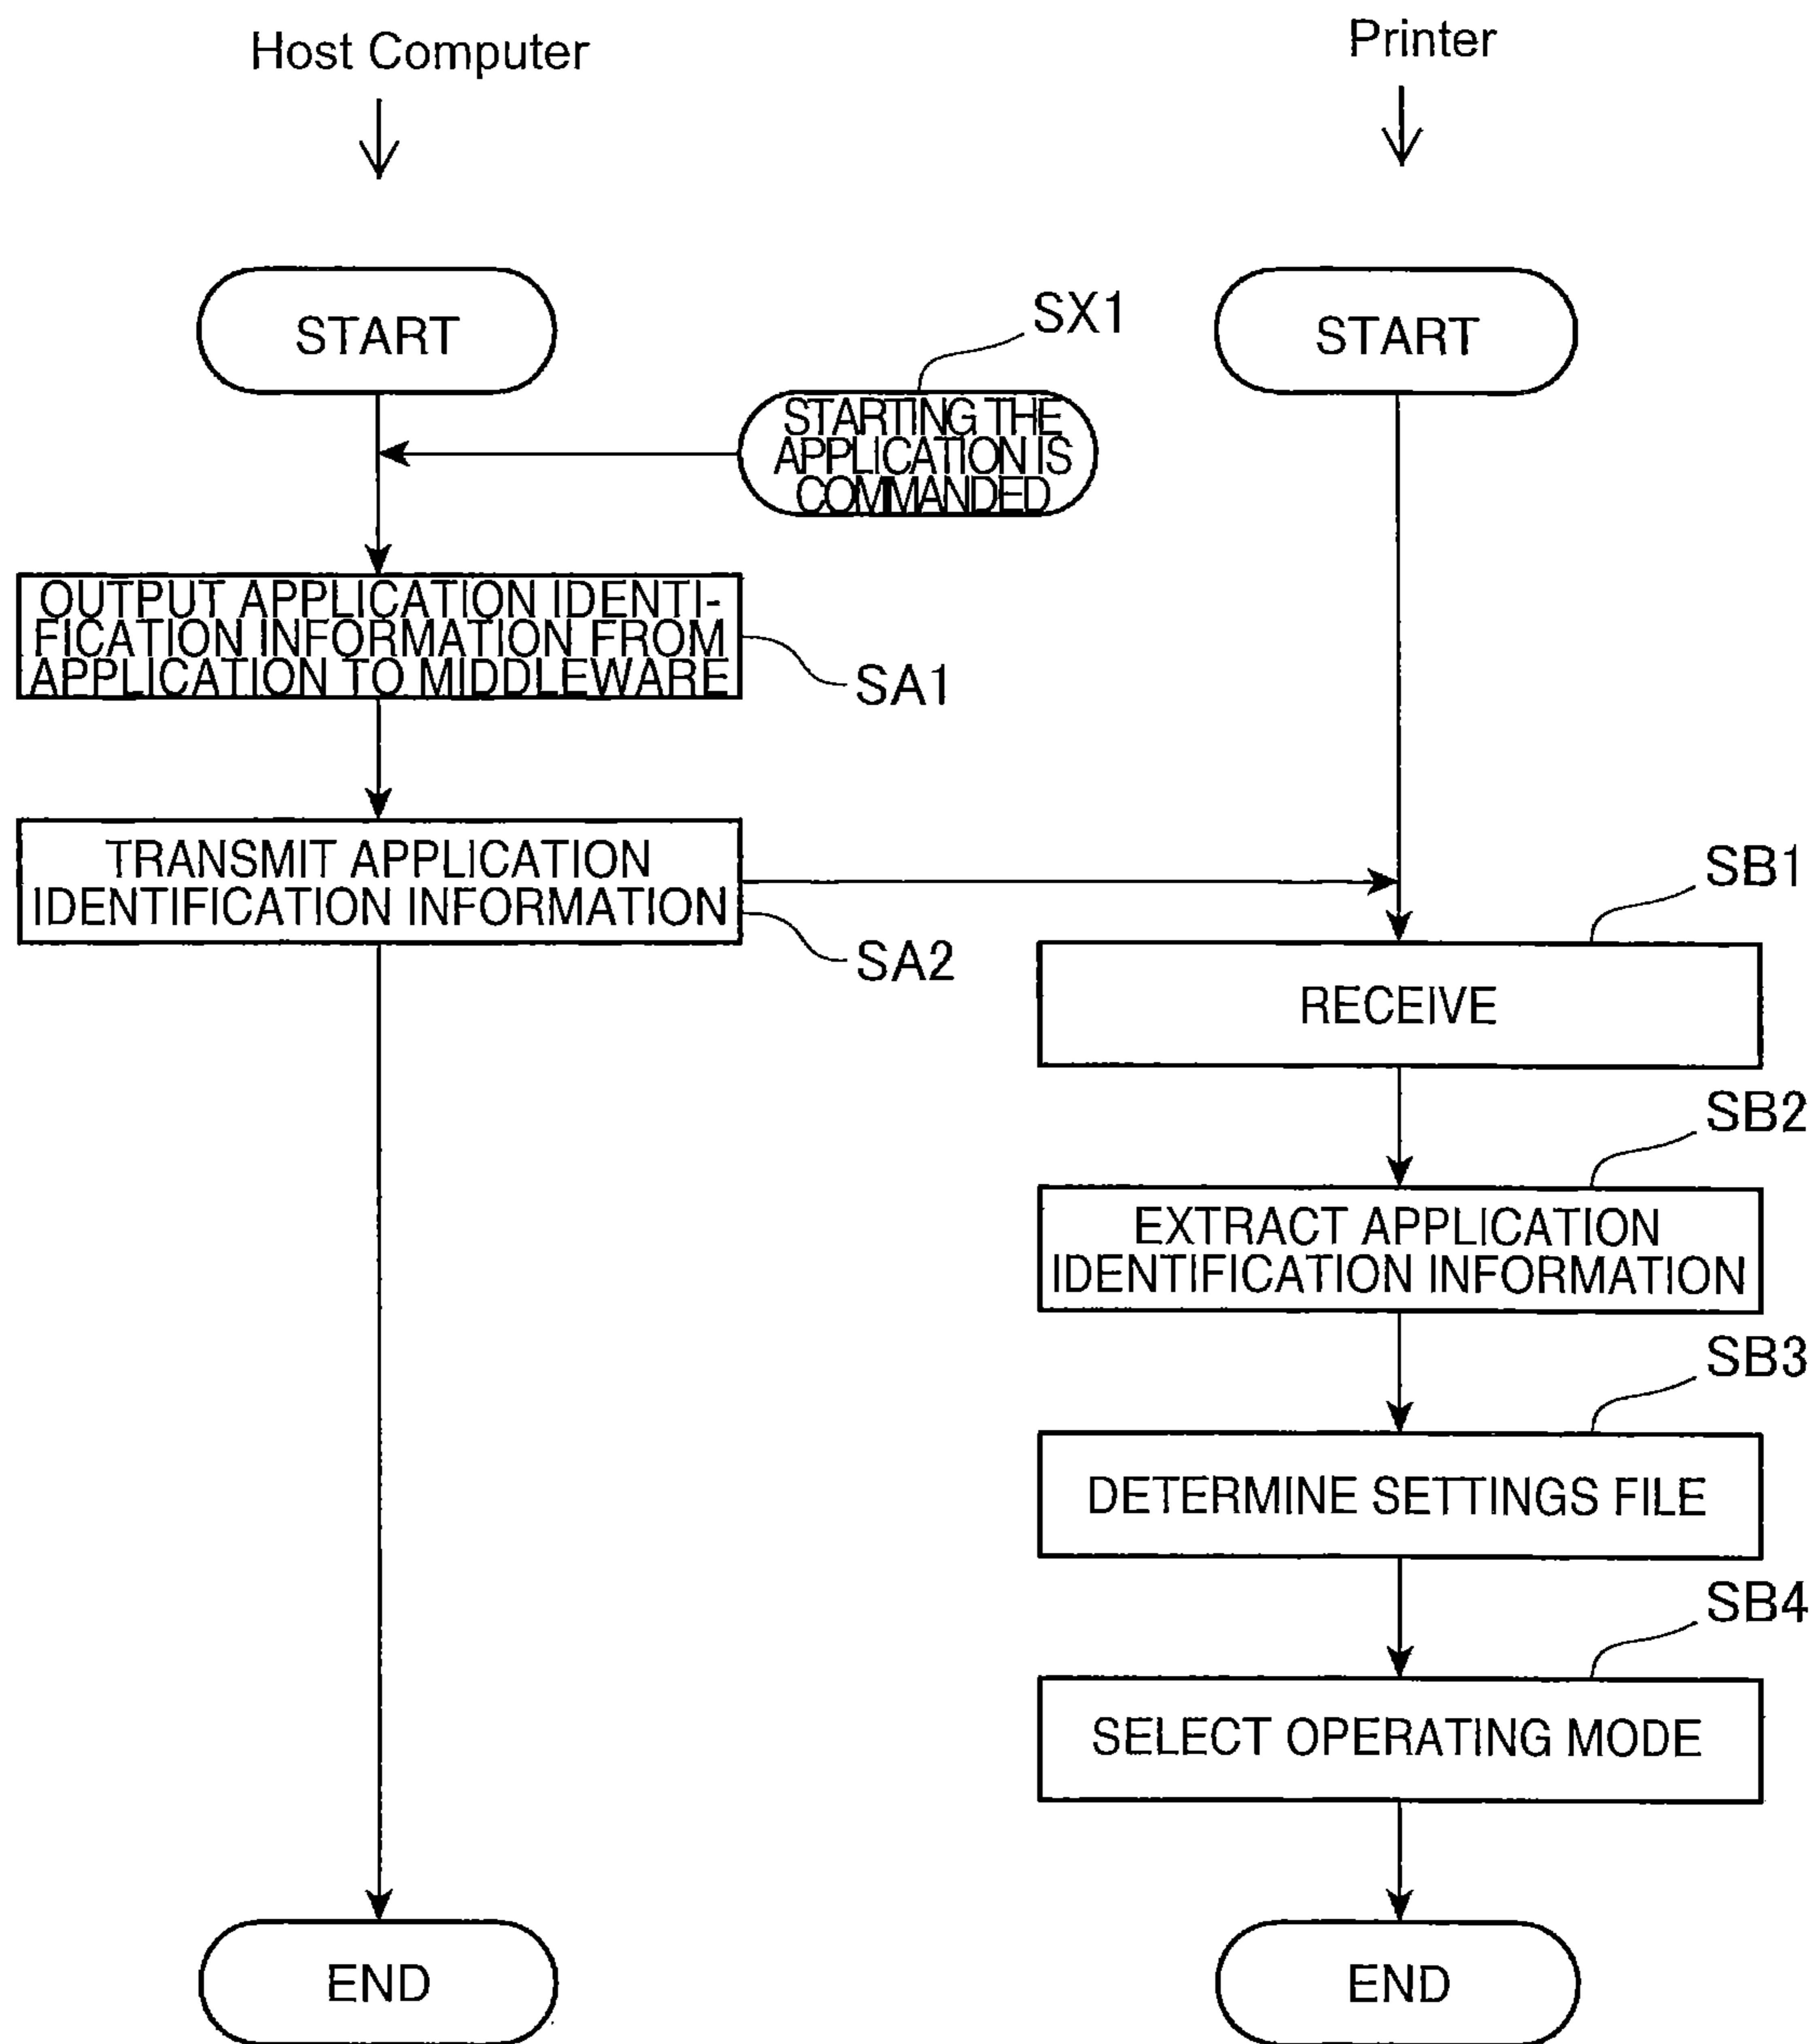 Host Computer
Printer
START
START
SX1
STARTING THE
APPLICATION IS
COMMANDED
OUTPUT APPLICATION IDENTI-
FICATION INFORMATION FROM
APPLICATION TO MIDDLEWARE
SA1
TRANSMIT APPLICATION
IDENTIFICATION INFORMATION
SA2
SB1
RECEIVE
SB2
EXTRACT APPLICATION
IDENTIFICATION INFORMATION
SB3
DETERMINE SETTINGS FILE
SB4
SELECT OPERATING MODE
END
END